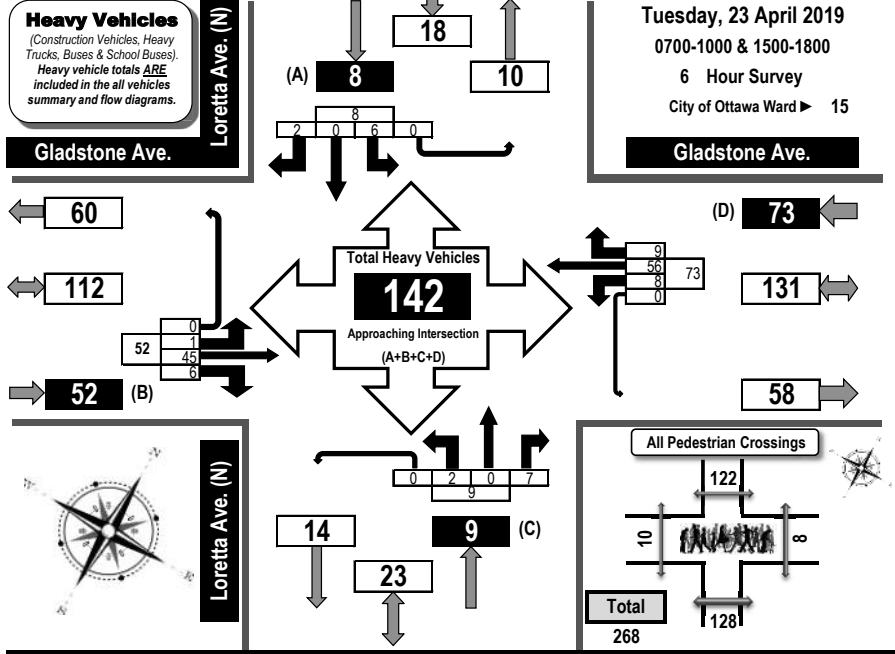 Heavy Vehicles
(Construction Vehicles, Heavy
Trucks, Buses & School Buses).
Heavy vehicle totals ARE
included in the all vehicles
summary and flow diagrams.
Loretta Ave. (N)
Gladstone Ave.
18
(A)
8
10
8
2 0 6 0
Tuesday, 23 April 2019
0700-1000 & 1500-1800
6 Hour Survey
City of Ottawa Ward ► 15
Gladstone Ave.
60
112
52
0
1
45
6
52
(B)
Total Heavy Vehicles
142
Approaching Intersection
(A+B+C+D)
(D)
73
9
56
8
0
73
131
58
Loretta Ave. (N)
0 2 0 7
9
14
9
(C)
23
All Pedestrian Crossings
122
10
8
128
Total
268